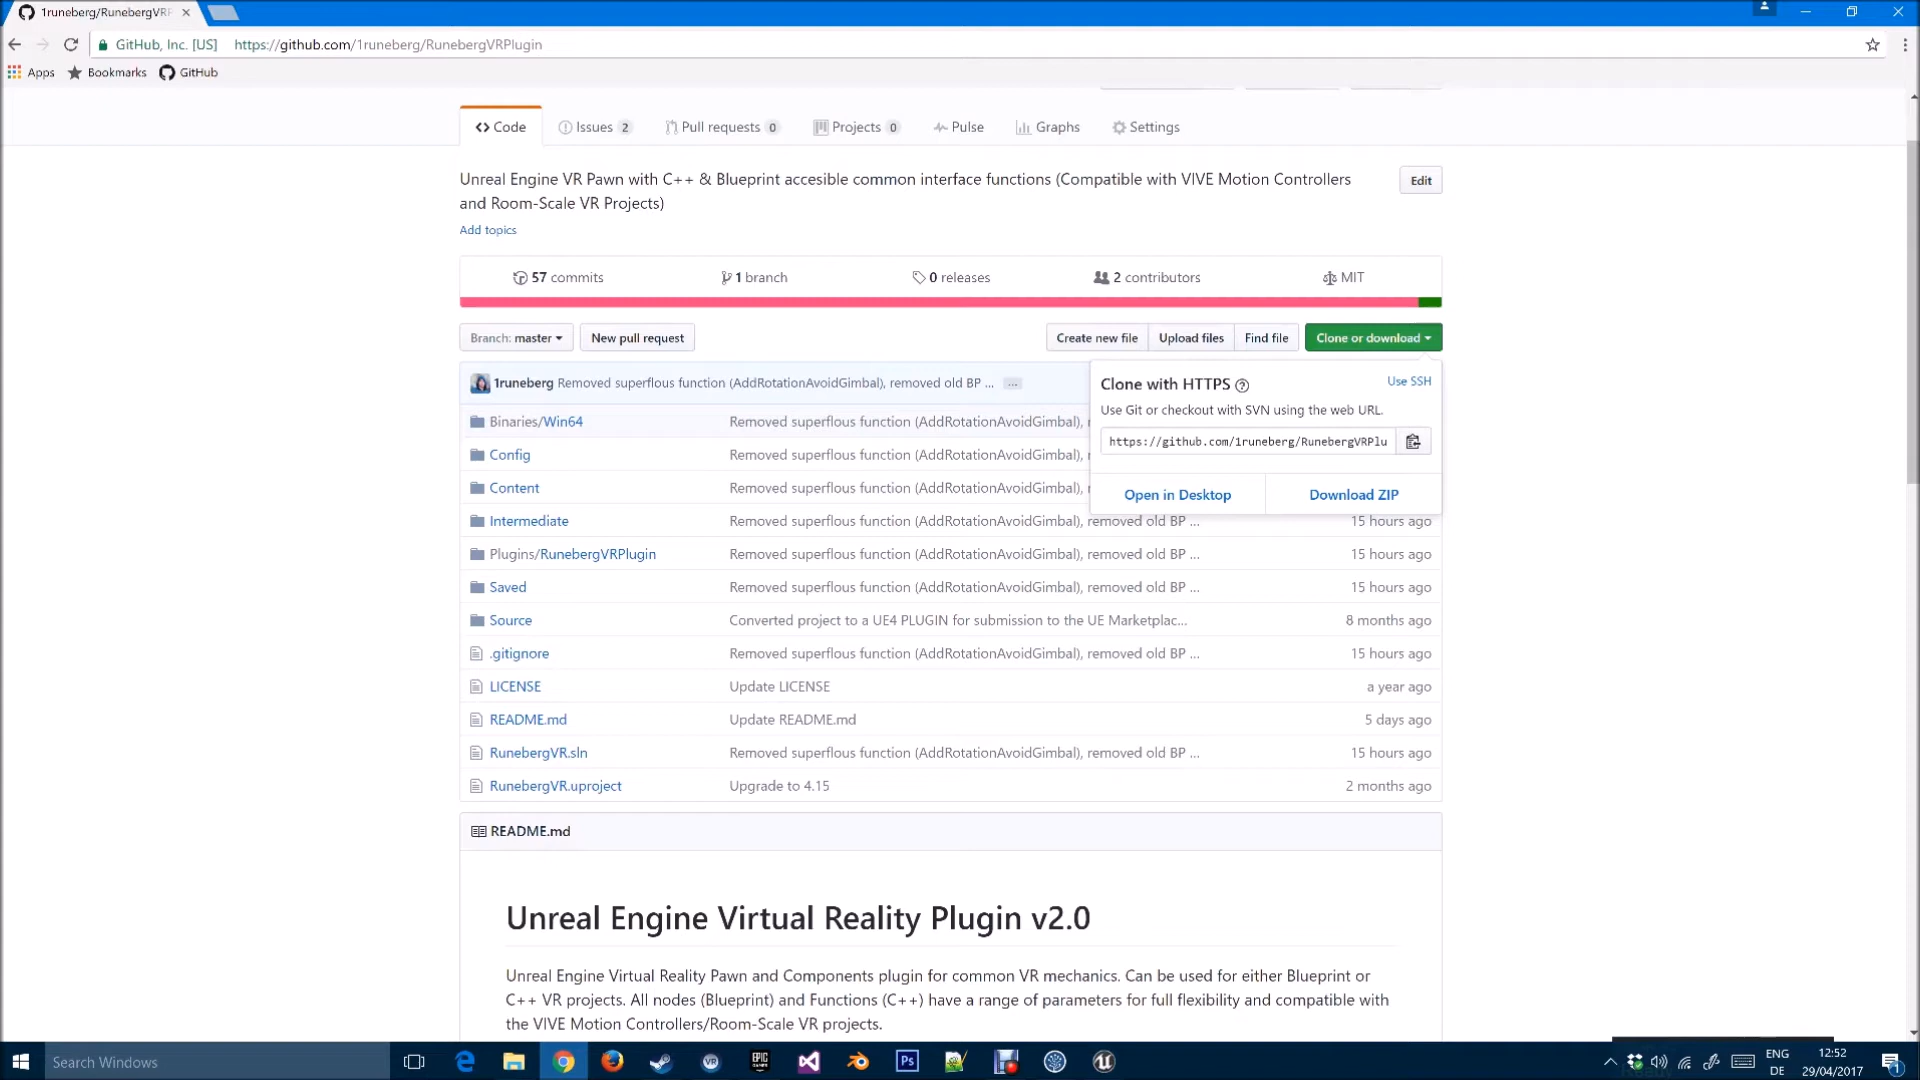 1runeberg/RunebergVRP
GitHub, Inc. [US] https://github.com/1runeberg/RunebergVRPlugin
Apps Bookmarks GitHub
Code Issues 2 Pull requests 0 Projects 0 Pulse Graphs Settings
Unreal Engine VR Pawn with C++ & Blueprint accesible common interface functions (Compatible with VIVE Motion Controllers
and Room-Scale VR Projects)
Edit
Add topics
57 commits 1 branch 0 releases 2 contributors MIT
Branch: master New pull request Create new file Upload files Find file Clone or download
1runeberg Removed superflous function (AddRotationAvoidGimbal), removed old BP ... ...
Clone with HTTPS ? Use SSH
Use Git or checkout with SVN using the web URL.
https://github.com/1runeberg/RunebergVRPlu
Open in Desktop Download ZIP
Binaries/Win64 Removed superflous function (AddRotationAvoidGimbal),
Config Removed superflous function (AddRotationAvoidGimbal),
Content Removed superflous function (AddRotationAvoidGimbal),
Intermediate Removed superflous function (AddRotationAvoidGimbal), removed old BP ... 15 hours ago
Plugins/RunebergVRPlugin Removed superflous function (AddRotationAvoidGimbal), removed old BP ... 15 hours ago
Saved Removed superflous function (AddRotationAvoidGimbal), removed old BP ... 15 hours ago
Source Converted project to a UE4 PLUGIN for submission to the UE Marketplac... 8 months ago
.gitignore Removed superflous function (AddRotationAvoidGimbal), removed old BP ... 15 hours ago
LICENSE Update LICENSE a year ago
README.md Update README.md 5 days ago
RunebergVR.sln Removed superflous function (AddRotationAvoidGimbal), removed old BP ... 15 hours ago
RunebergVR.uproject Upgrade to 4.15 2 months ago
README.md
Unreal Engine Virtual Reality Plugin v2.0
Unreal Engine Virtual Reality Pawn and Components plugin for common VR mechanics. Can be used for either Blueprint or
C++ VR projects. All nodes (Blueprint) and Functions (C++) have a range of parameters for full flexibility and compatible with
the VIVE Motion Controllers/Room-Scale VR projects.
Search Windows
VR
EPIC GAMES
Ps
ENG
DE
12:52
29/04/2017
1